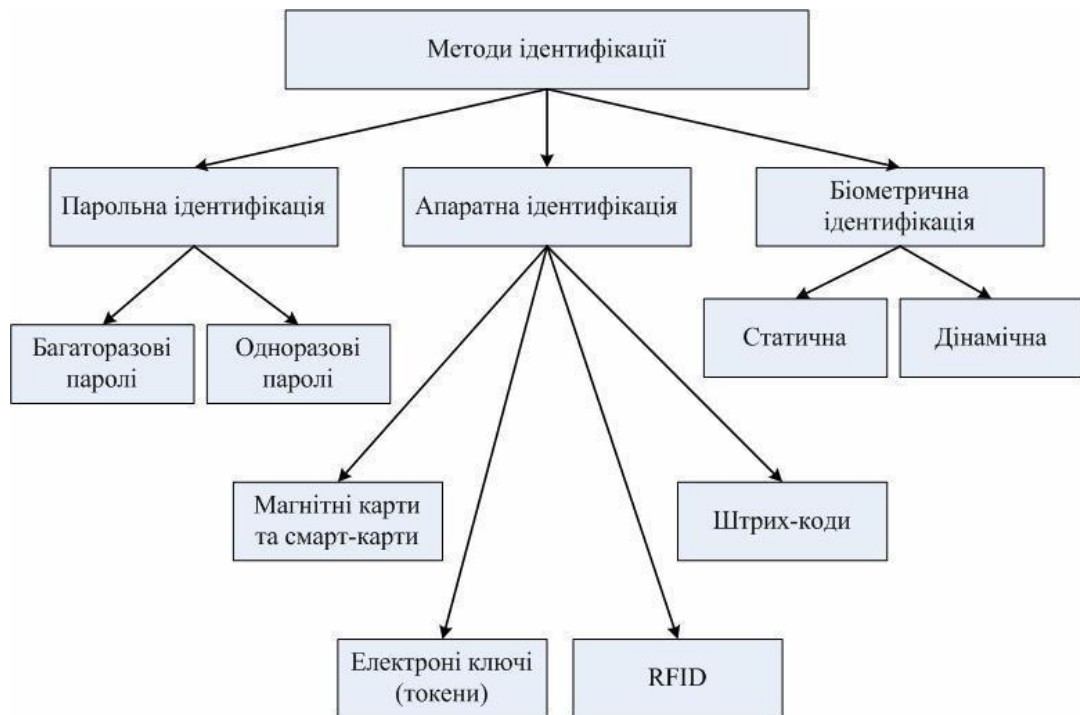 Методи ідентифікації
Парольна ідентифікація
Апаратна ідентифікація
Біометрична
ідентифікація
Багаторазові
паролі
Одноразові
паролі
Статична
Дінамічна
Магнітні карти
та смарт-карти
Штрих-коди
Електроні ключі
(токени)
RFID